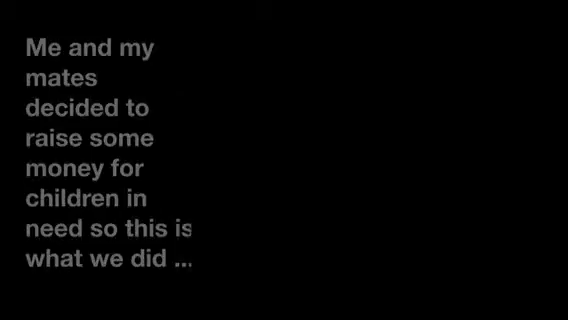 Me and my
mates
decided to
raise some
money for
children in
need so this is
what we did ...